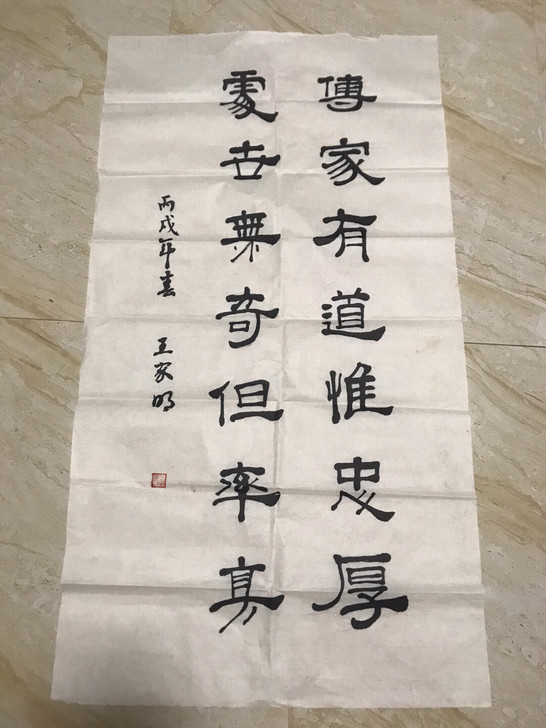 傳家有道惟忠厚
處世無奇但率真
丙戌年春 王家明